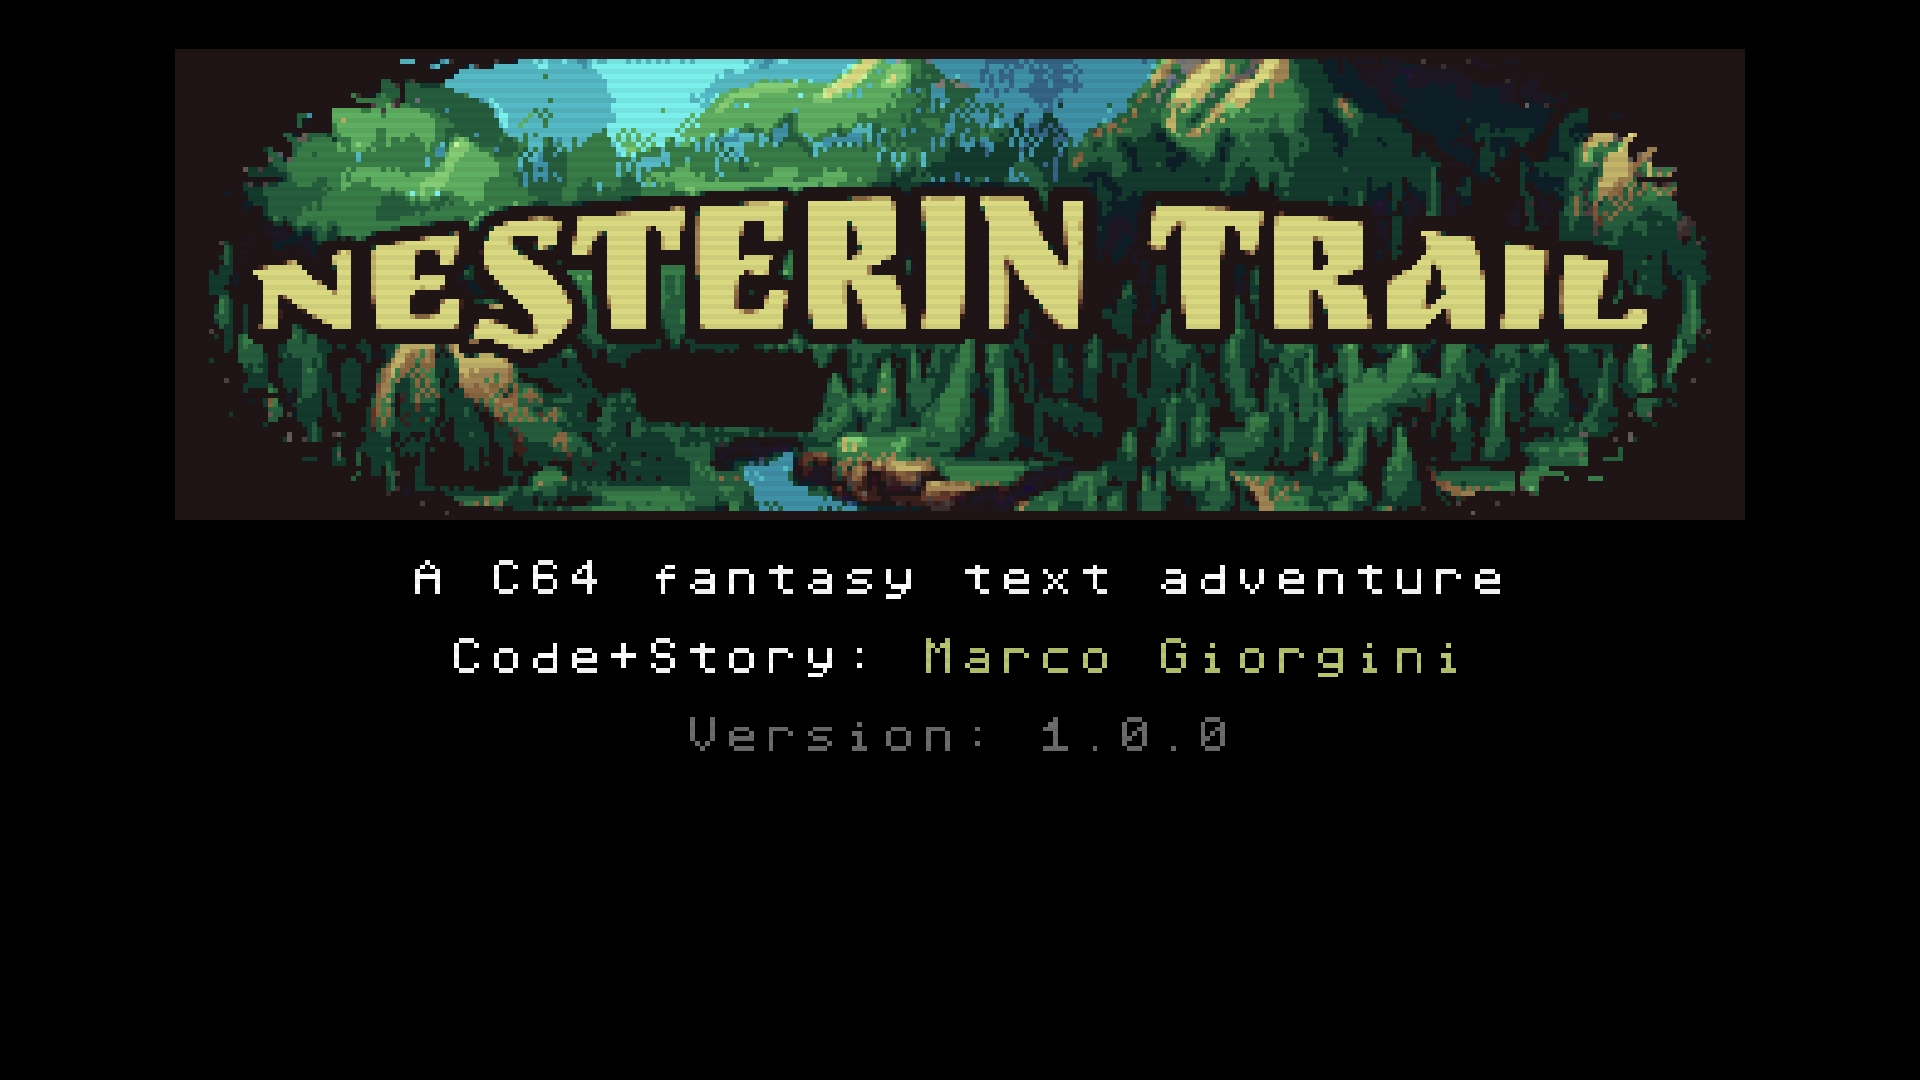 NESTERIN TRAIL
A C64 fantasy text adventure
Code+Story: Marco Giorgini
Version: 1.0.0